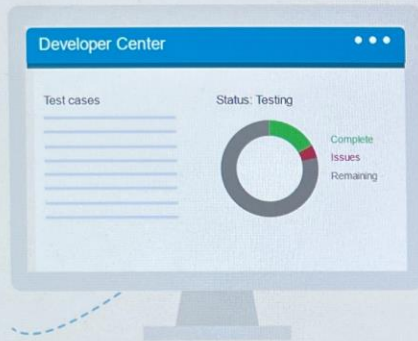 Developer Center
Test cases
Status: Testing
Complete
Issues
Remaining